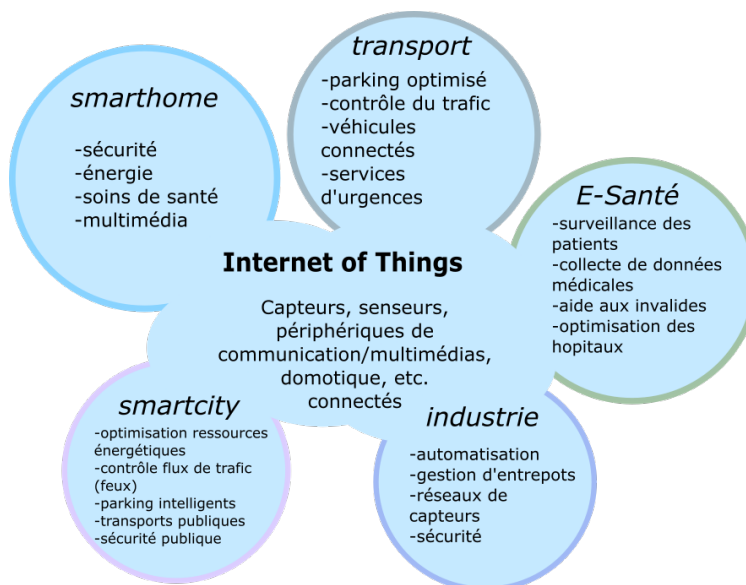 transport
-parking optimisé
-contrôle du trafic
-véhicules
connectés
-services
d'urgences
smarthome
-sécurité
-énergie
-soins de santé
-multimédia
E-Santé
-surveillance des
patients
-collecte de données
médicales
-aide aux invalides
-optimisation des
hopitaux
Internet of Things
Capteurs, senseurs,
périphériques de
communication/multimédias,
domotique, etc.
connectés
smartcity
-optimisation ressources
énergétiques
-contrôle flux de trafic
(feux)
-parking intelligents
-transports publiques
-sécurité publique
industrie
-automatisation
-gestion d'entrepots
-réseaux de
capteurs
-sécurité